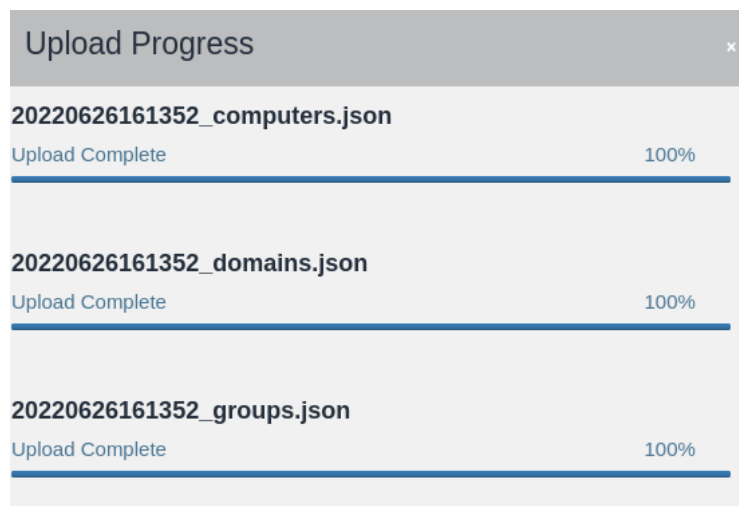 Upload Progress
×
20220626161352_computers.json
Upload Complete 100%
20220626161352_domains.json
Upload Complete 100%
20220626161352_groups.json
Upload Complete 100%